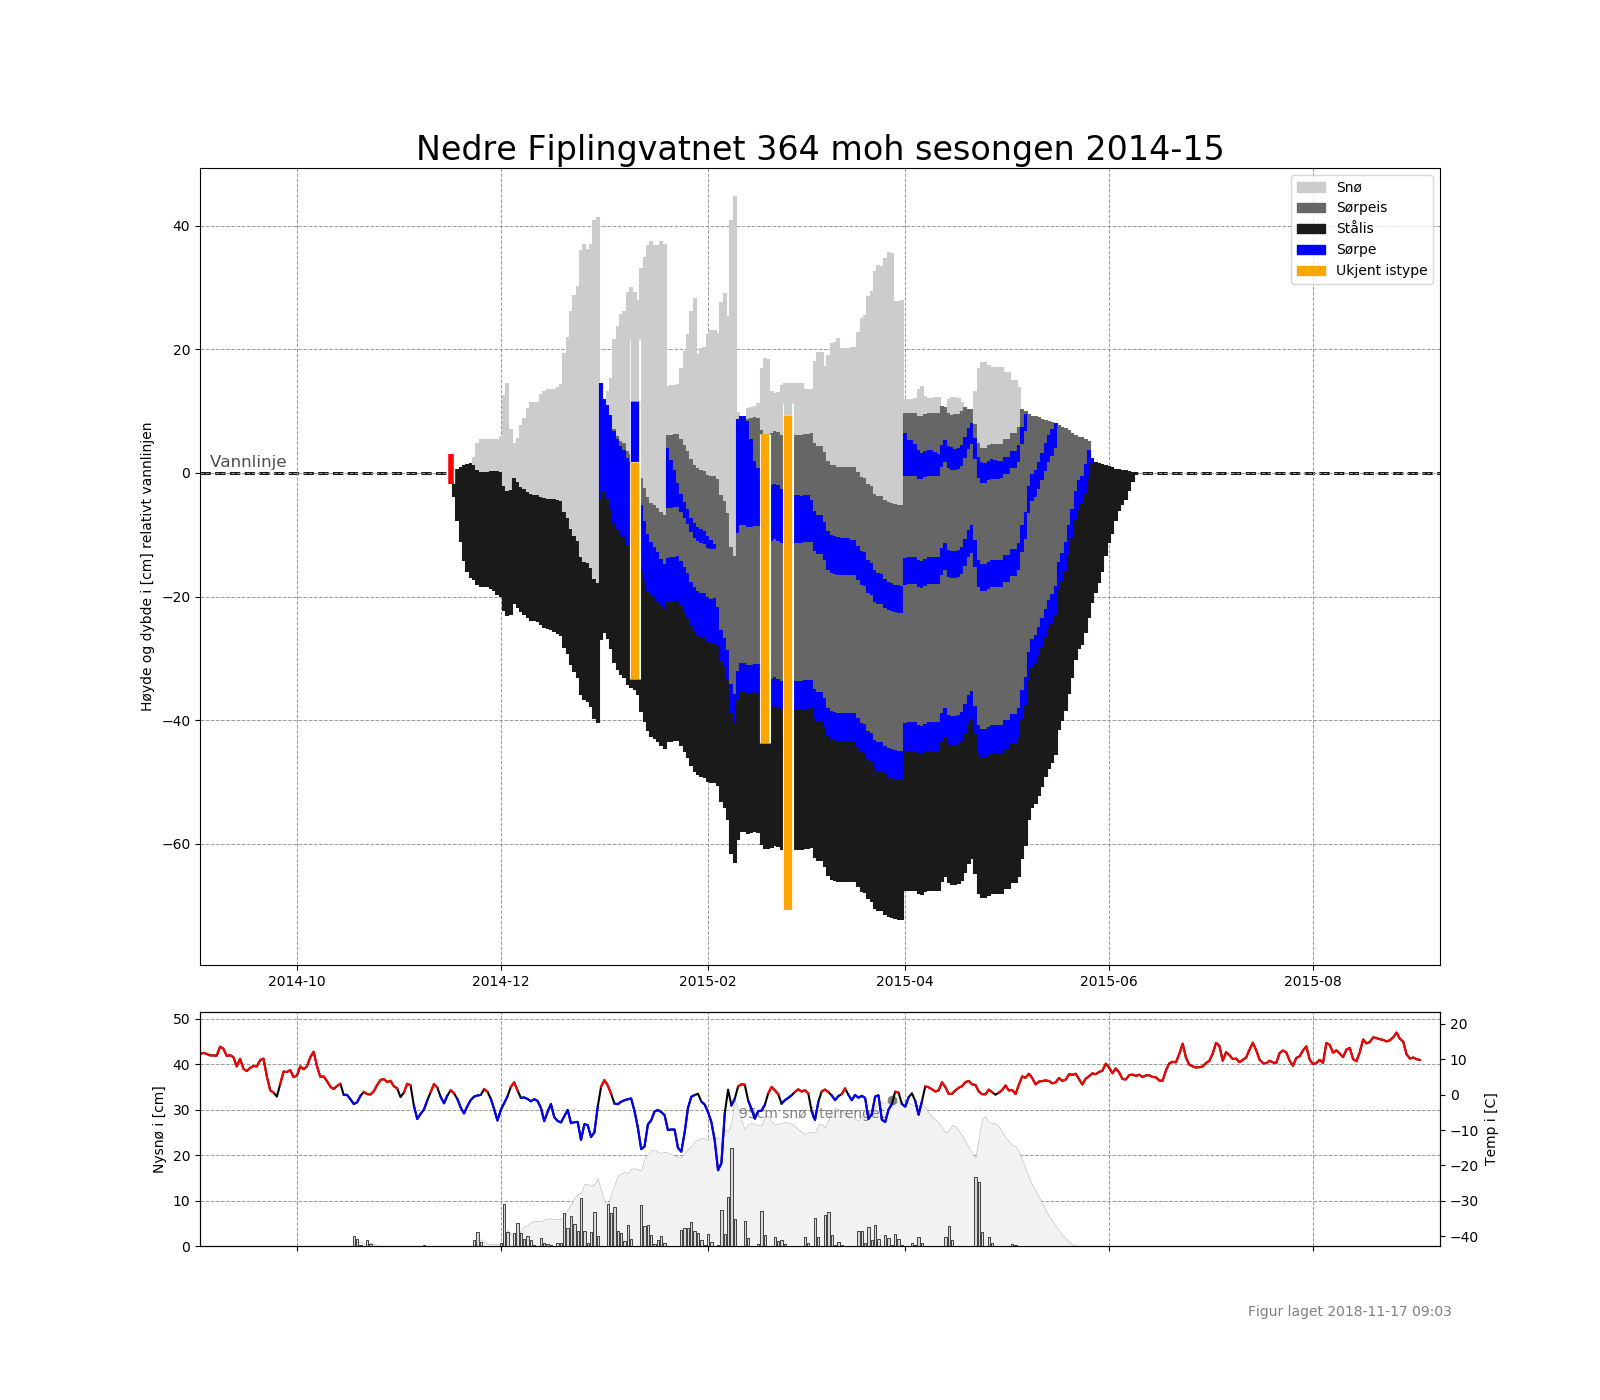 Nedre Fiplingvatnet 364 moh sesongen 2014-15
Snø
Sørpeis
Stålis
Sørpe
Ukjent istype
Vannlinje
Høyde og dybde i [cm] relativt vannlinjen
40
20
0
−20
−40
−60
2014-10
2014-12
2015-02
2015-04
2015-06
2015-08
Nysnø i [cm]
50
40
30
20
10
0
Temp i [C]
20
10
0
−10
−20
−30
−40
snø i terrenget
Figur laget 2018-11-17 09:03